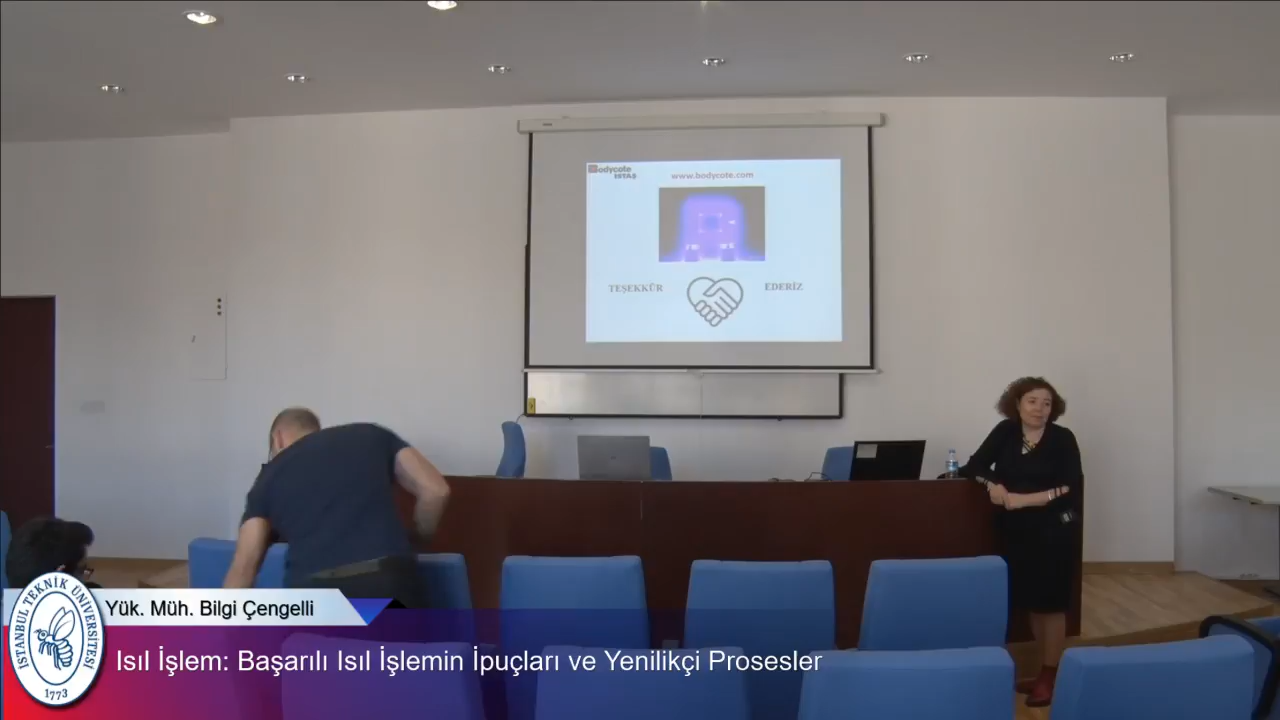 Bodycote
ISTAŞ
www.bodycote.com
TEŞEKKÜR
EDERİZ
Yük. Müh. Bilgi Çengelli
Isıl İşlem: Başarılı Isıl İşlemin İpuçları ve Yenilikçi Prosesler
İSTANBUL TEKNİK ÜNİVERSİTESİ
1773